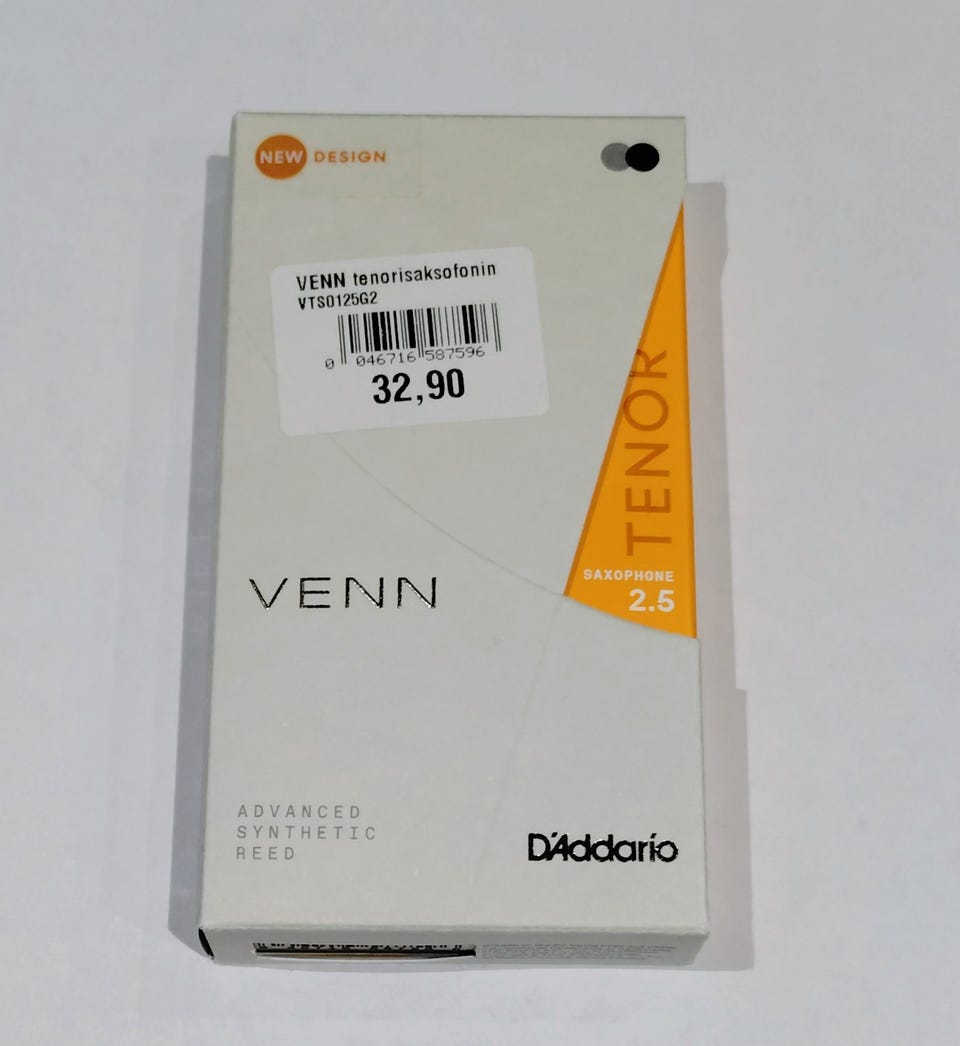 NEW DESIGN
VENN tenorisaksofonin
VTS0125G2
0 046716 587596
32,90
TENOR
SAXOPHONE
2.5
VENN
ADVANCED
SYNTHETIC
REED
D'Addario